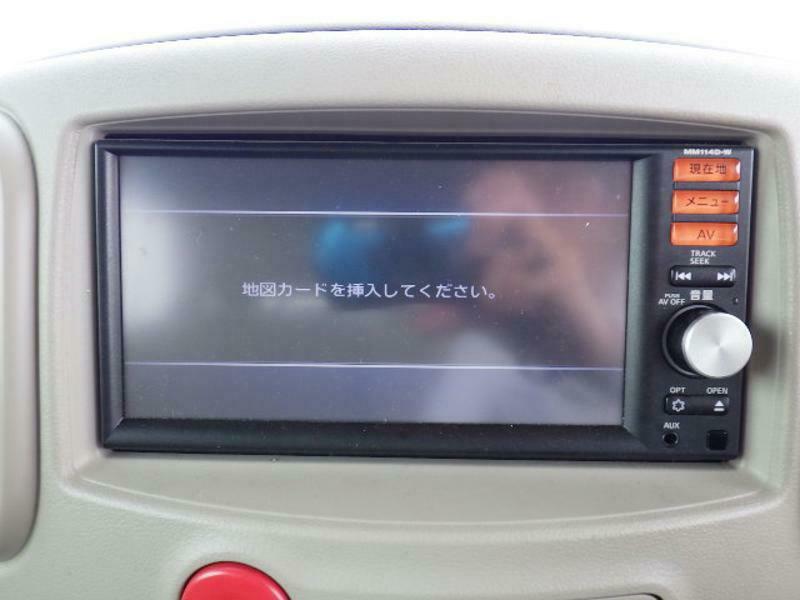 地図カードを挿入してください。
MM114D-W
現在地
メニュー
AV
TRACK
SEEK
PUSH
AV OFF 音量
OPT OPEN
AUX